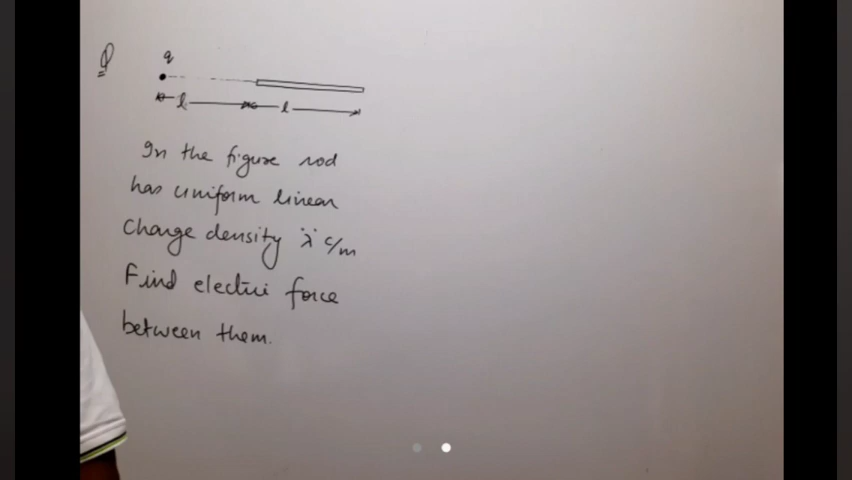 Q
q
l
l
In the figure rod
has uniform linear
Charge density 'λ' c/m
Find electric force
between them.